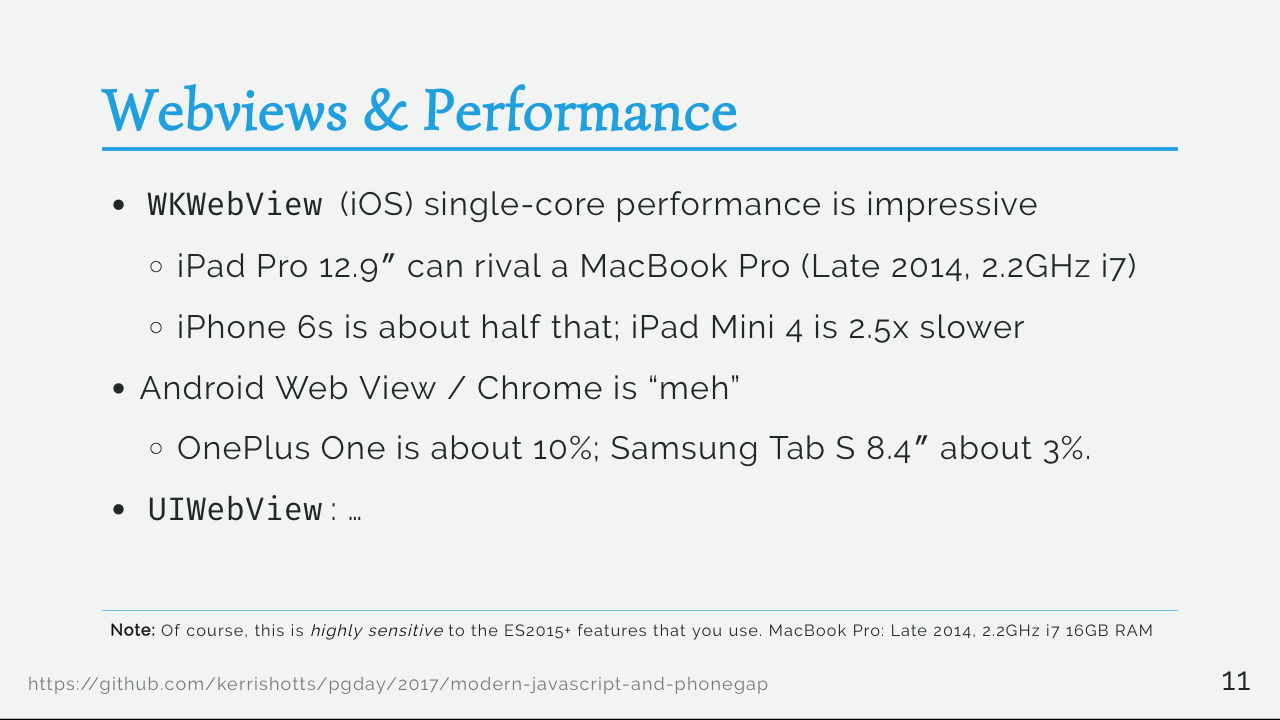 Webviews & Performance
• WKWebView (iOS) single-core performance is impressive
○ iPad Pro 12.9″ can rival a MacBook Pro (Late 2014, 2.2GHz i7)
○ iPhone 6s is about half that; iPad Mini 4 is 2.5x slower
• Android Web View / Chrome is “meh”
○ OnePlus One is about 10%; Samsung Tab S 8.4″ about 3%.
• UIWebView: …
Note: Of course, this is highly sensitive to the ES2015+ features that you use. MacBook Pro: Late 2014, 2.2GHz i7 16GB RAM
https://github.com/kerrishotts/pgday/2017/modern-javascript-and-phonegap
11